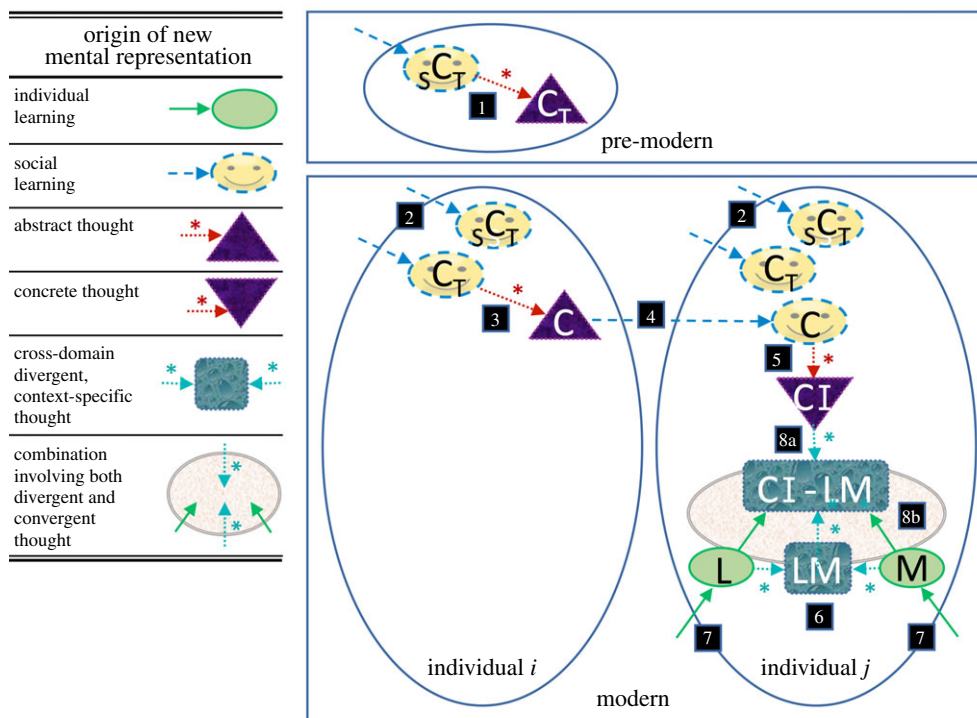 origin of new
mental representation
individual
learning
social
learning
abstract thought
*
concrete thought
*
cross-domain
divergent,
context-specific
thought
* *
combination
involving both
divergent and
convergent
thought
*
*
SCT
*
1
CT
pre-modern
2
SCT
CT
*
3
C
4
individual i
2
SCT
CT
C
5
*
CI
8a
*
CI-LM
8b
*
L
LM
M
*
*
6
7
7
individual j
modern